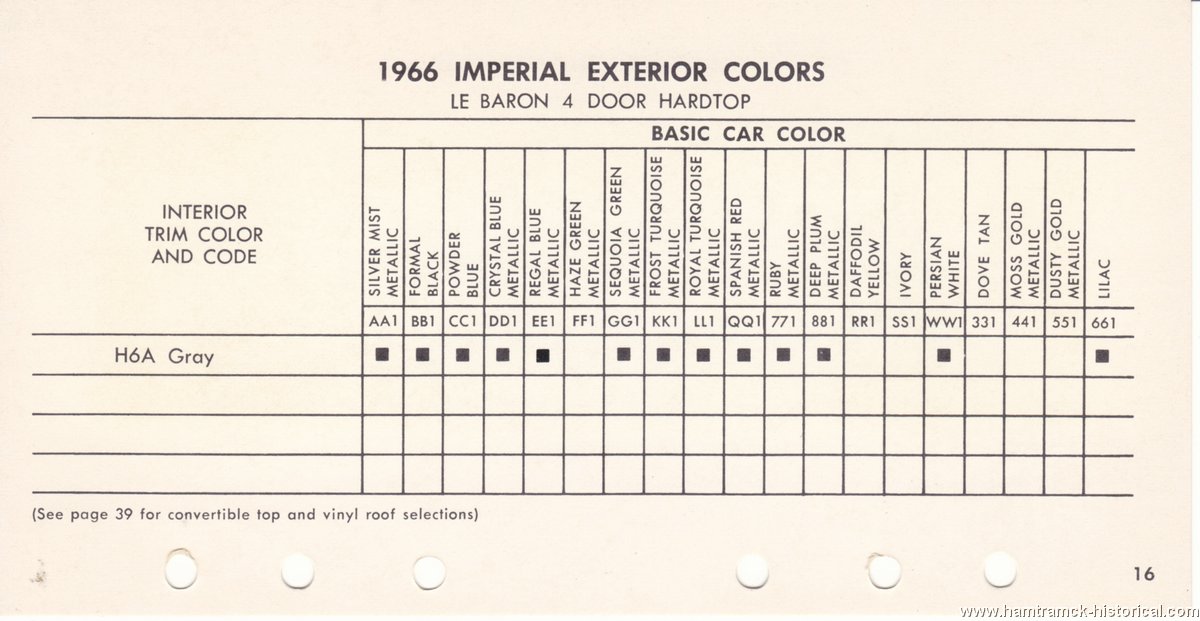 1966 IMPERIAL EXTERIOR COLORS
LE BARON 4 DOOR HARDTOP
BASIC CAR COLOR
INTERIOR
TRIM COLOR
AND CODE
SILVER MIST
METALLIC
FORMAL
BLACK
POWDER
BLUE
CRYSTAL BLUE
METALLIC
REGAL BLUE
METALLIC
HAZE GREEN
METALLIC
SEQUOIA GREEN
METALLIC
FROST TURQUOISE
METALLIC
ROYAL TURQUOISE
METALLIC
SPANISH RED
METALLIC
RUBY
METALLIC
DEEP PLUM
METALLIC
DAFFODIL
YELLOW
IVORY
PERSIAN
WHITE
DOVE TAN
MOSS GOLD
METALLIC
DUSTY GOLD
METALLIC
LILAC
AA1 BB1 CC1 DD1 EE1 FF1 GG1 KK1 LL1 QQ1 771 881 RR1 SS1 WW1 331 441 551 661
H6A Gray ■ ■ ■ ■ ■ ■ ■ ■ ■ ■ ■ ■ ■
(See page 39 for convertible top and vinyl roof selections)
16
www.hamtramck-historical.com